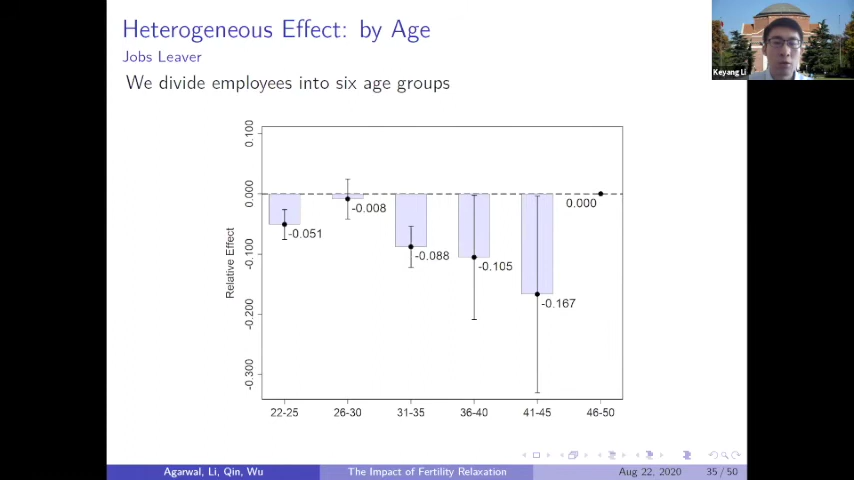 Heterogeneous Effect: by Age
Jobs Leaver
We divide employees into six age groups
Keyang Li
Relative Effect
0.100
0.000
-0.100
-0.200
-0.300
-0.051
-0.008
-0.088
-0.105
-0.167
0.000
22-25 26-30 31-35 36-40 41-45 46-50
Agarwal, Li, Qin, Wu The Impact of Fertility Relaxation Aug 22, 2020 35 / 50